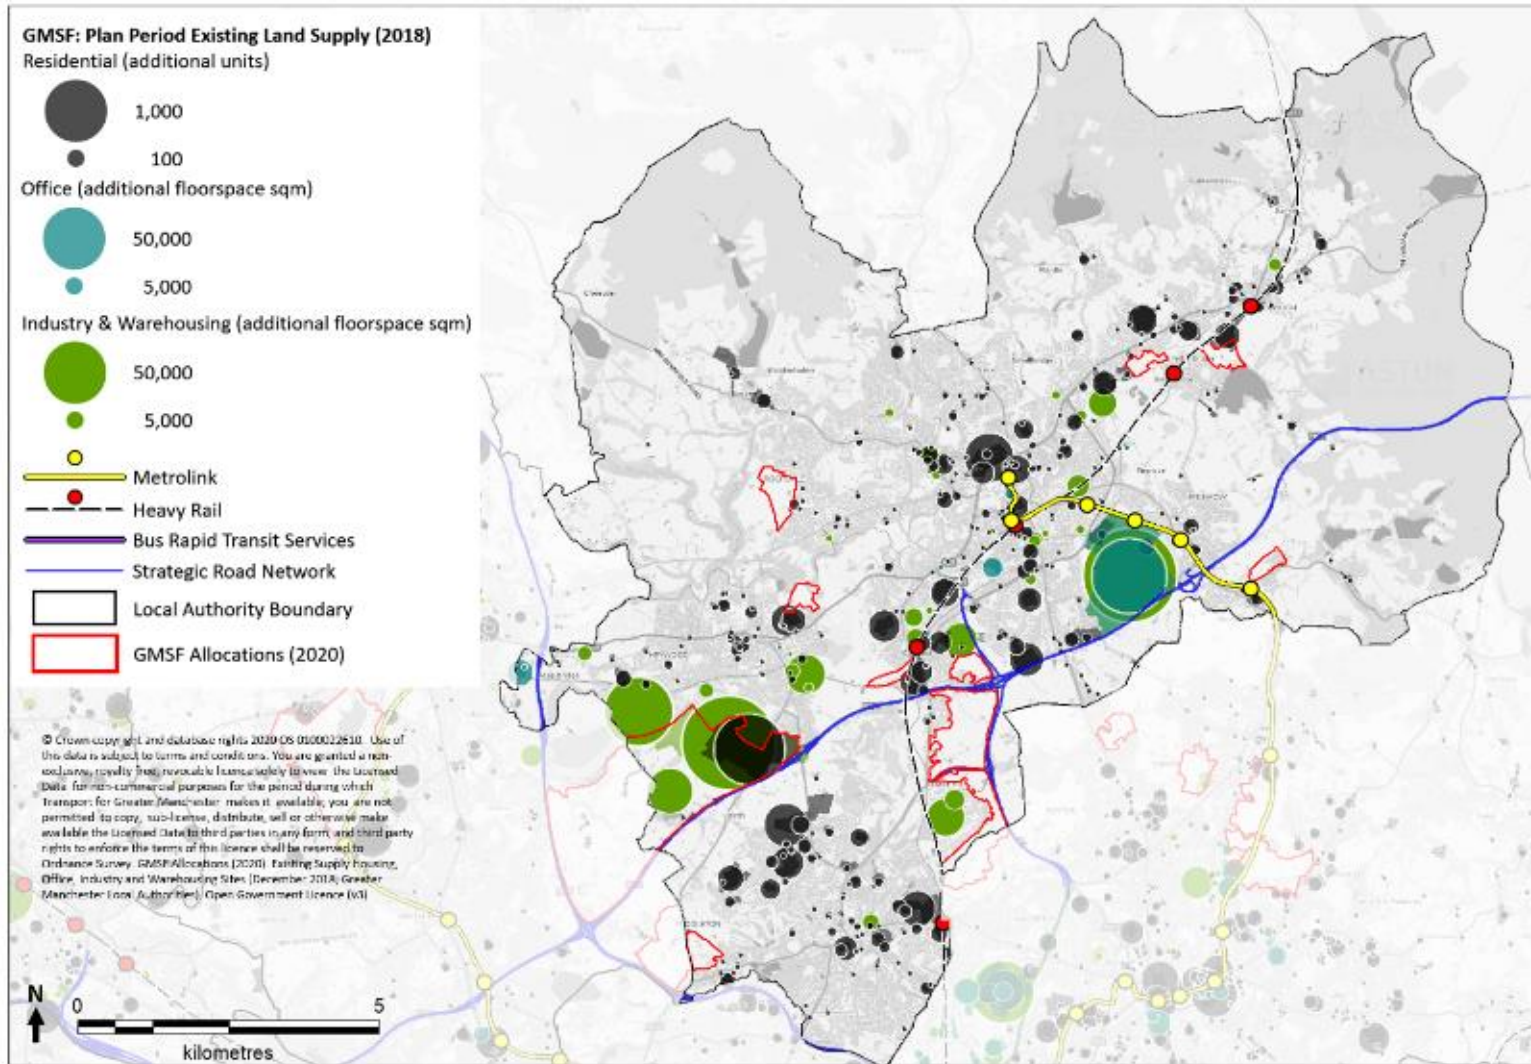 GMSF: Plan Period Existing Land Supply (2018)
Residential (additional units)
1,000
100
Office (additional floorspace sqm)
50,000
5,000
Industry & Warehousing (additional floorspace sqm)
50,000
5,000
Metrolink
Heavy Rail
Bus Rapid Transit Services
Strategic Road Network
Local Authority Boundary
GMSF Allocations (2020)
© Crown copyright and database rights 2020 OS 0100022610. Use of
this data is subject to terms and conditions. You are granted a non-
exclusive, royalty free, revocable licence solely to view the Licensed
Data for non-commercial purposes for the period during which
Transport for Greater Manchester makes it available; you are not
permitted to copy, sub-license, distribute, sell or otherwise make
available the Licensed Data to third parties in any form; and third party
rights to enforce the terms of this licence shall be reserved to
Ordnance Survey. GMSF Allocations (2020) Existing Supply housing,
Office, Industry and Warehousing Sites (December 2018; Greater
Manchester Local Authorities), Open Government Licence (v3)
N
0
5
kilometres